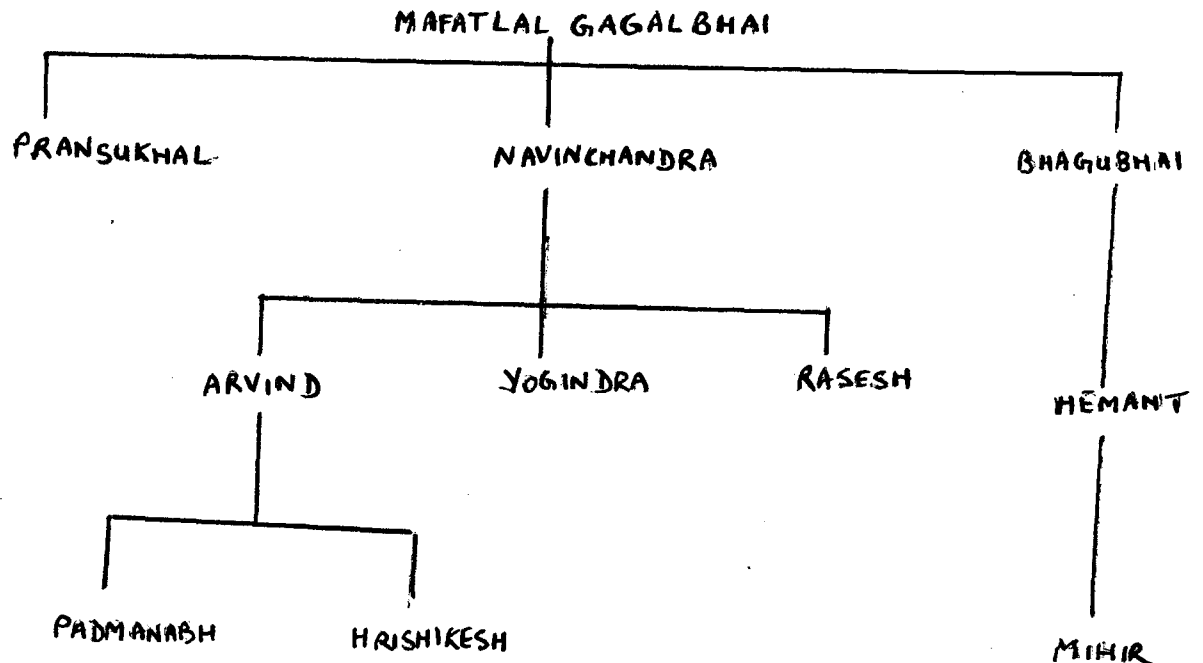 MAFATLAL GAGALBHAI
PRANSUKHAL NAVINCHANDRA BHAGUBHAI
ARVIND YOGINDRA RASESH HEMANT
PADMANABH HRISHIKESH MIHIR